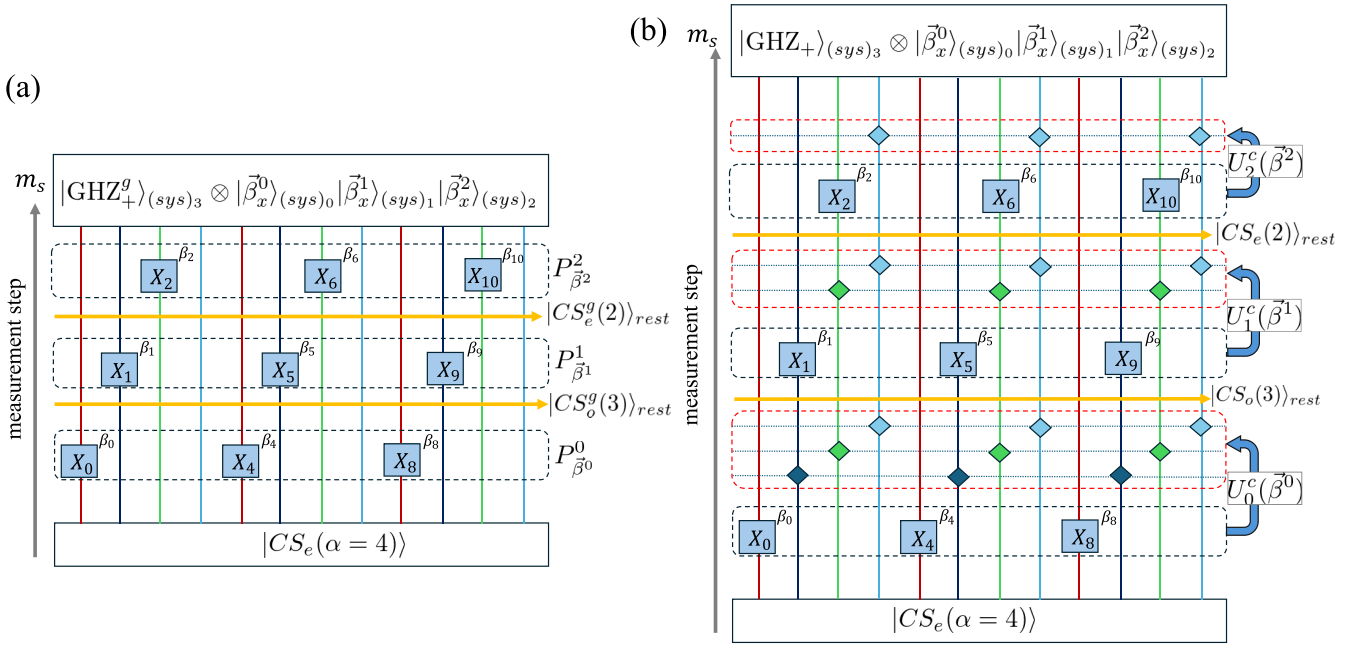 (a)
m_s
measurement step
|GHZ^g_+⟩_{(sys)_3} ⊗ |β⃗^0_x⟩_{(sys)_0}|β⃗^1_x⟩_{(sys)_1}|β⃗^2_x⟩_{(sys)_2}
X_2 β_2 X_6 β_6 X_10 β_10 P^2_{β⃗^2}
|CS^g_e(2)⟩_rest
X_1 β_1 X_5 β_5 X_9 β_9 P^1_{β⃗^1}
|CS^g_o(3)⟩_rest
X_0 β_0 X_4 β_4 X_8 β_8 P^0_{β⃗^0}
|CS_e(α = 4)⟩
(b)
m_s
measurement step
|GHZ_+⟩_{(sys)_3} ⊗ |β⃗^0_x⟩_{(sys)_0}|β⃗^1_x⟩_{(sys)_1}|β⃗^2_x⟩_{(sys)_2}
U^c_2(β⃗^2)
X_2 β_2 X_6 β_6 X_10 β_10
|CS_e(2)⟩_rest
U^c_1(β⃗^1)
X_1 β_1 X_5 β_5 X_9 β_9
|CS_o(3)⟩_rest
U^c_0(β⃗^0)
X_0 β_0 X_4 β_4 X_8 β_8
|CS_e(α = 4)⟩